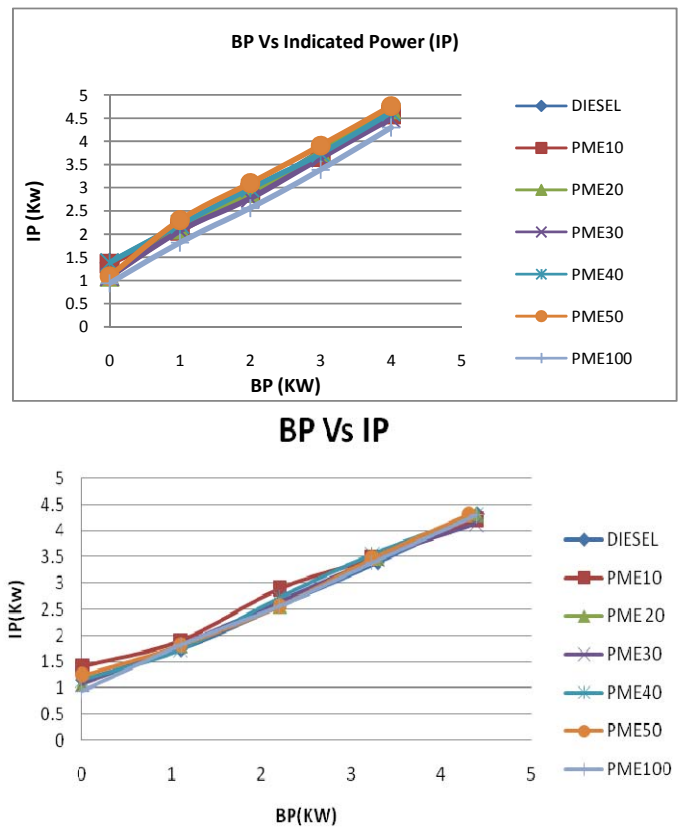 BP Vs Indicated Power (IP)
5
4.5
4
3.5
3
2.5
2
1.5
1
0.5
0
IP (Kw)
0 1 2 3 4 5
BP (KW)
DIESEL
PME10
PME20
PME30
PME40
PME50
PME100
BP Vs IP
5
4.5
4
3.5
3
2.5
2
1.5
1
0.5
0
IP(Kw)
0 1 2 3 4 5
BP(KW)
DIESEL
PME10
PME20
PME30
PME40
PME50
PME100